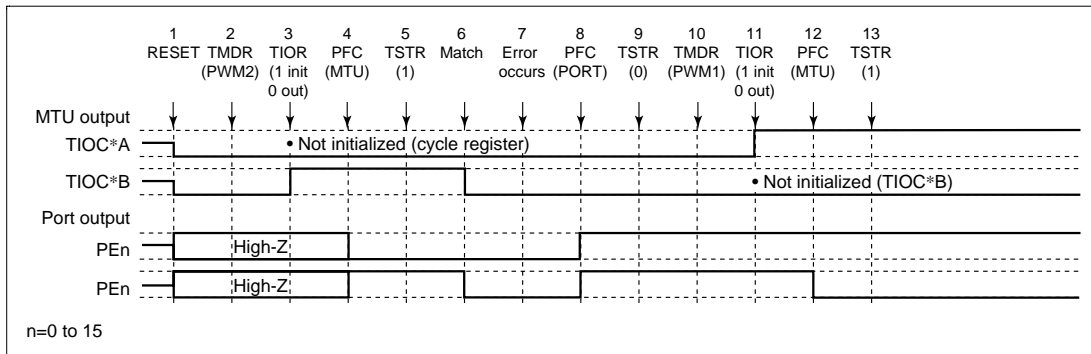 1 2 3 4 5 6 7 8 9 10 11 12 13
RESET TMDR TIOR PFC TSTR Match Error PFC TSTR TMDR TIOR PFC TSTR
(PWM2) (1 init (MTU) (1) occurs (PORT) (0) (PWM1) (1 init (MTU) (1)
0 out) 0 out)
MTU output
TIOC*A • Not initialized (cycle register)
TIOC*B • Not initialized (TIOC*B)
Port output
PEn High-Z
PEn High-Z
n=0 to 15